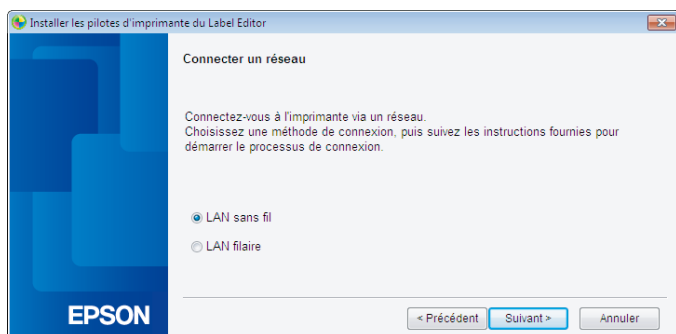 Installer les pilotes d'imprimante du Label Editor
Connecter un réseau
Connectez-vous à l'imprimante via un réseau.
Choisissez une méthode de connexion, puis suivez les instructions fournies pour
démarrer le processus de connexion.
LAN sans fil
LAN filaire
EPSON
< Précédent
Suivant >
Annuler